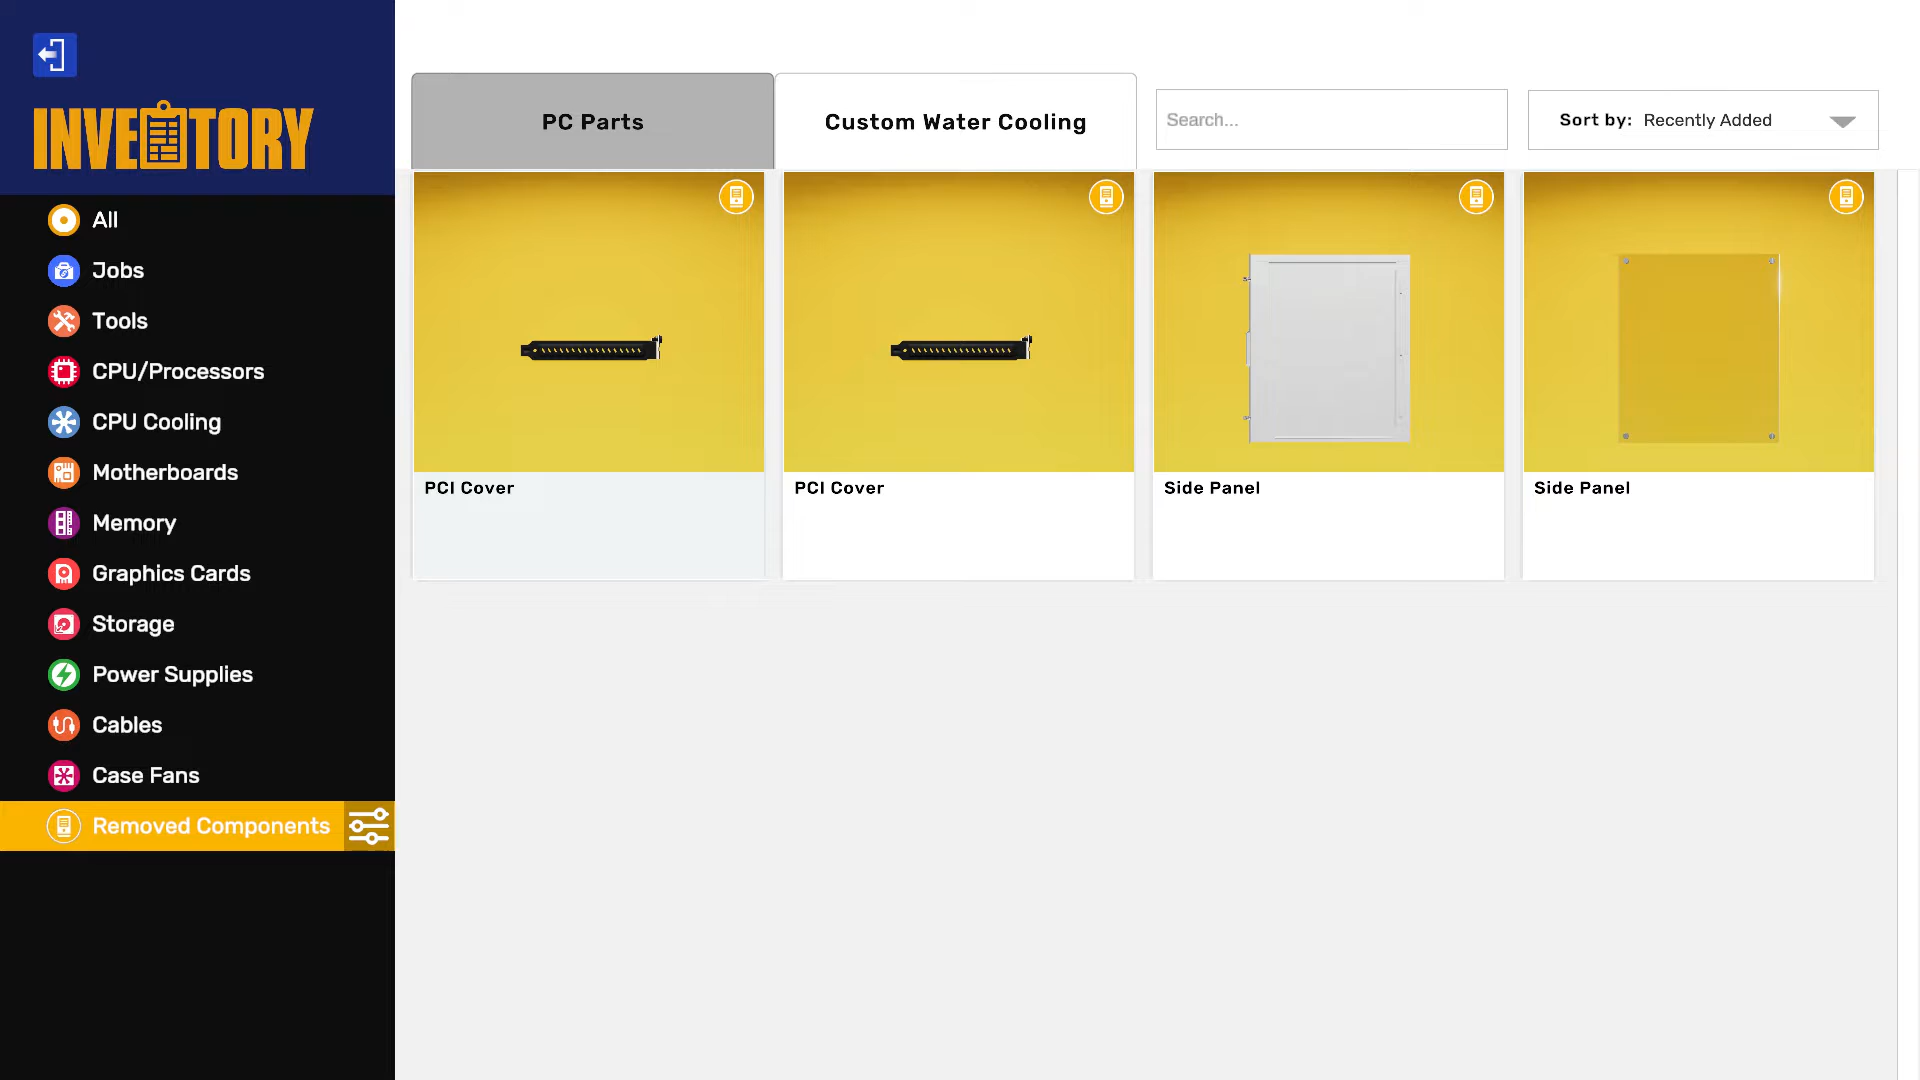 INVENTORY
All
Jobs
Tools
CPU/Processors
CPU Cooling
Motherboards
Memory
Graphics Cards
Storage
Power Supplies
Cables
Case Fans
Removed Components
PC Parts
Custom Water Cooling
Search...
Sort by: Recently Added
PCI Cover
PCI Cover
Side Panel
Side Panel